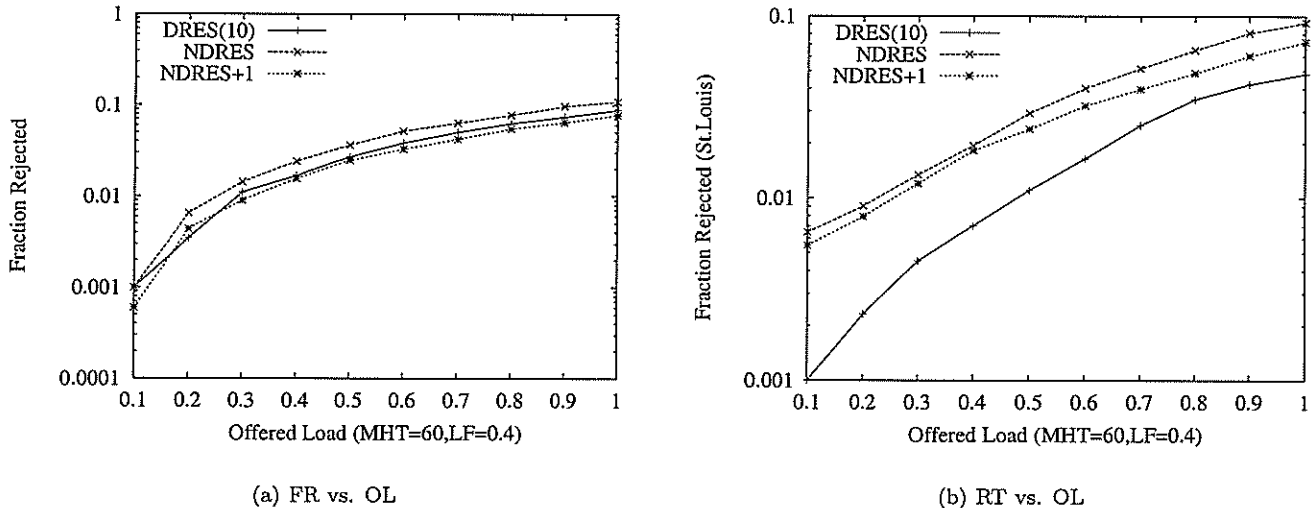 1
0.1
0.01
0.001
0.0001
Fraction Rejected
DRES(10)
NDRES
NDRES+1
0.1 0.2 0.3 0.4 0.5 0.6 0.7 0.8 0.9 1
Offered Load (MHT=60,LF=0.4)
(a) FR vs. OL
0.1
0.01
0.001
Fraction Rejected (St.Louis)
DRES(10)
NDRES
NDRES+1
0.1 0.2 0.3 0.4 0.5 0.6 0.7 0.8 0.9 1
Offered Load (MHT=60,LF=0.4)
(b) RT vs. OL